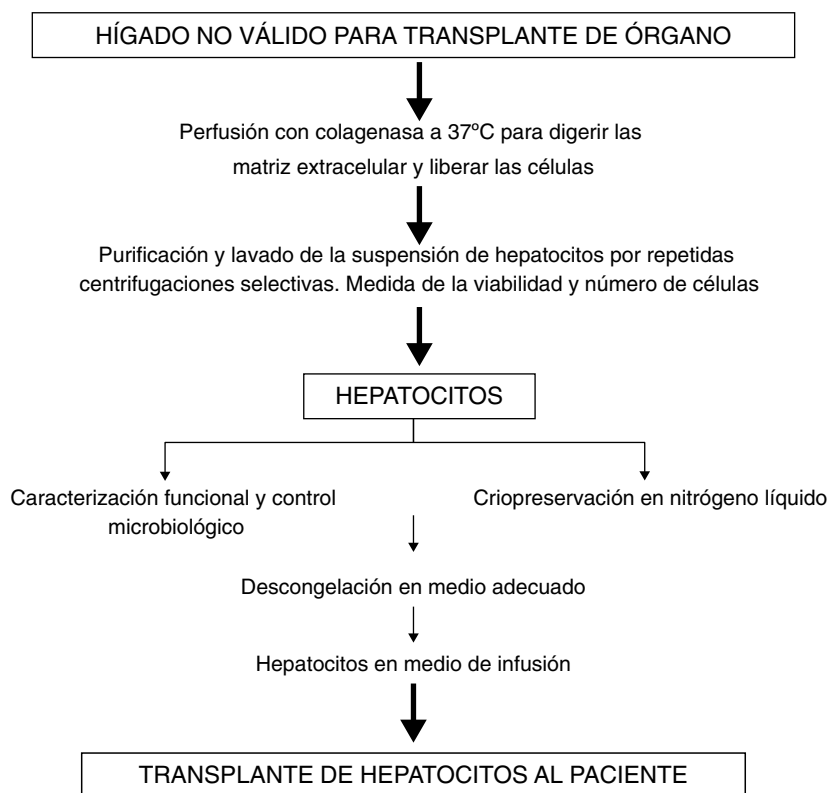 HÍGADO NO VÁLIDO PARA TRANSPLANTE DE ÓRGANO
Perfusión con colagenasa a 37ºC para digerir las
matriz extracelular y liberar las células
Purificación y lavado de la suspensión de hepatocitos por repetidas
centrifugaciones selectivas. Medida de la viabilidad y número de células
HEPATOCITOS
Caracterización funcional y control
microbiológico
Criopreservación en nitrógeno líquido
Descongelación en medio adecuado
Hepatocitos en medio de infusión
TRANSPLANTE DE HEPATOCITOS AL PACIENTE